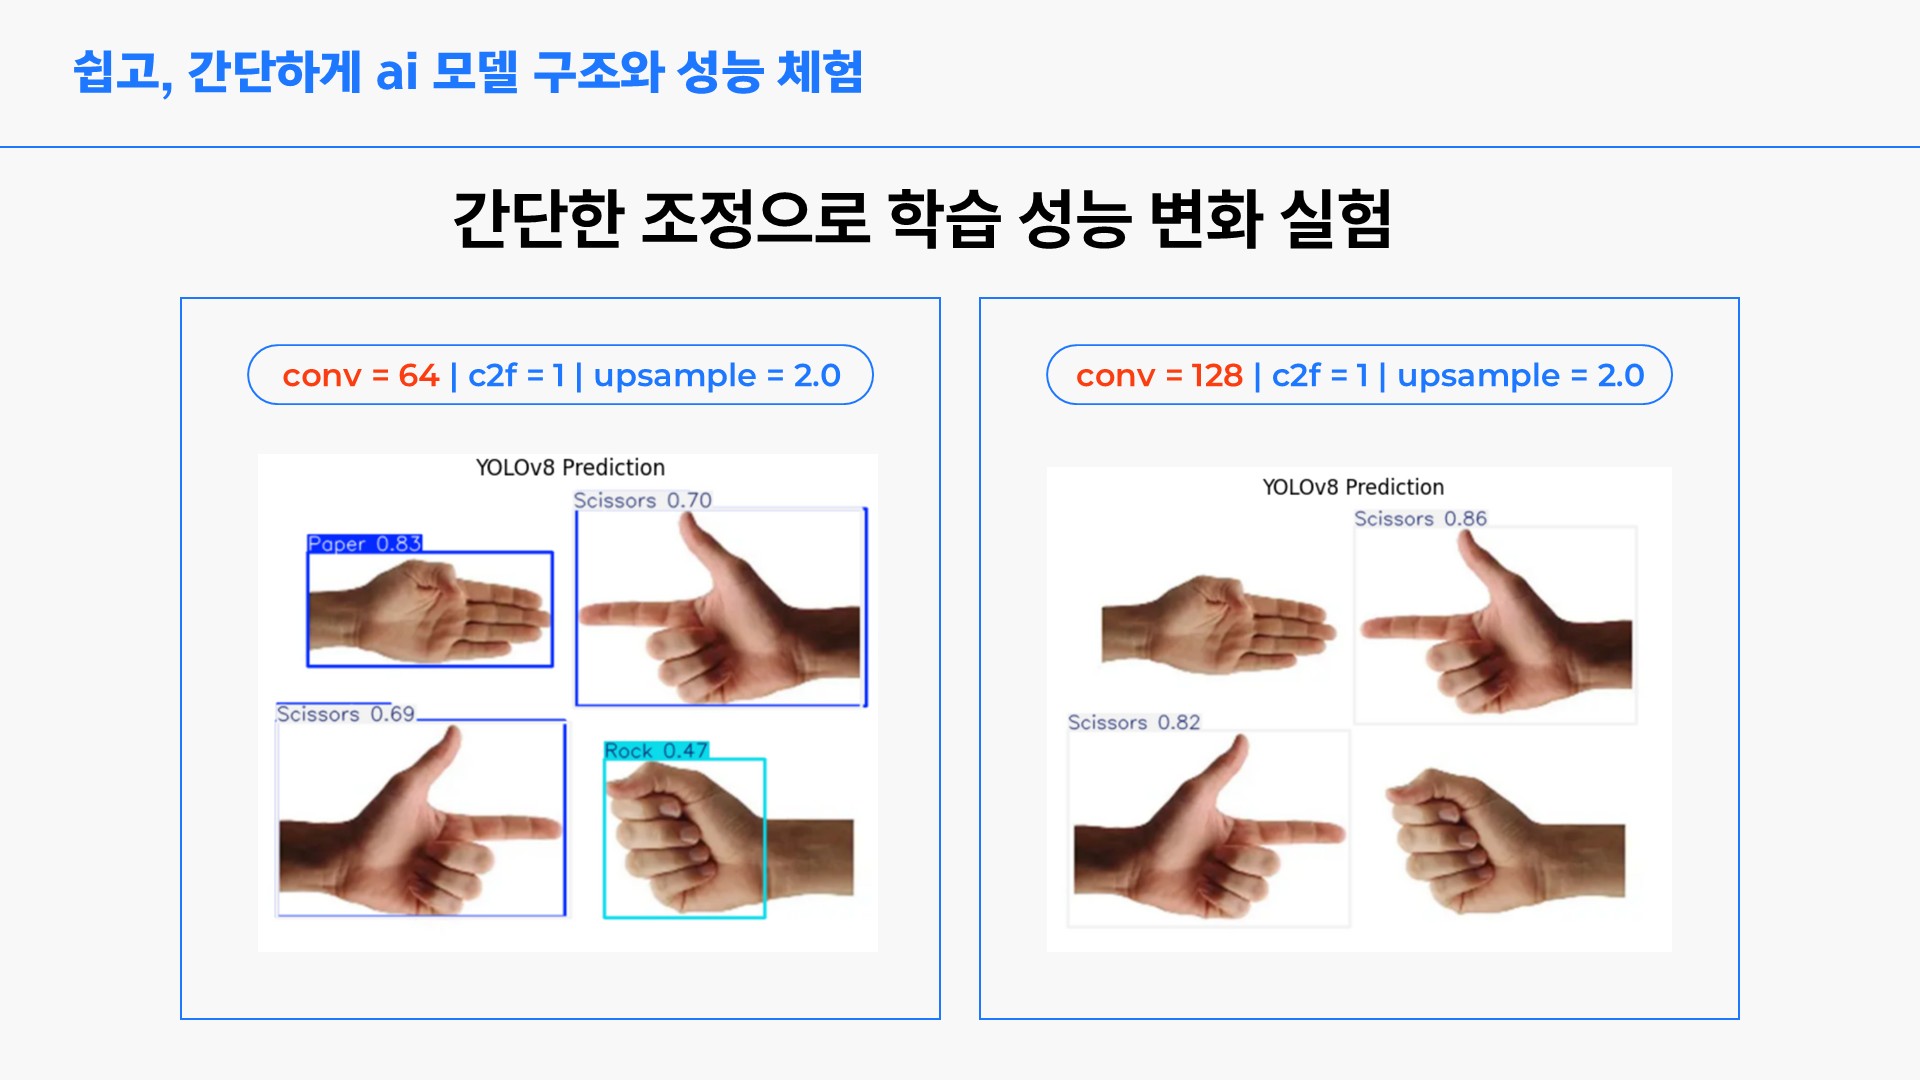 쉽고, 간단하게 ai 모델 구조와 성능 체험
간단한 조정으로 학습 성능 변화 실험
conv = 64 | c2f = 1 | upsample = 2.0
YOLOv8 Prediction
Scissors 0.70
Paper 0.83
Scissors 0.69
Rock 0.47
conv = 128 | c2f = 1 | upsample = 2.0
YOLOv8 Prediction
Scissors 0.86
Scissors 0.82